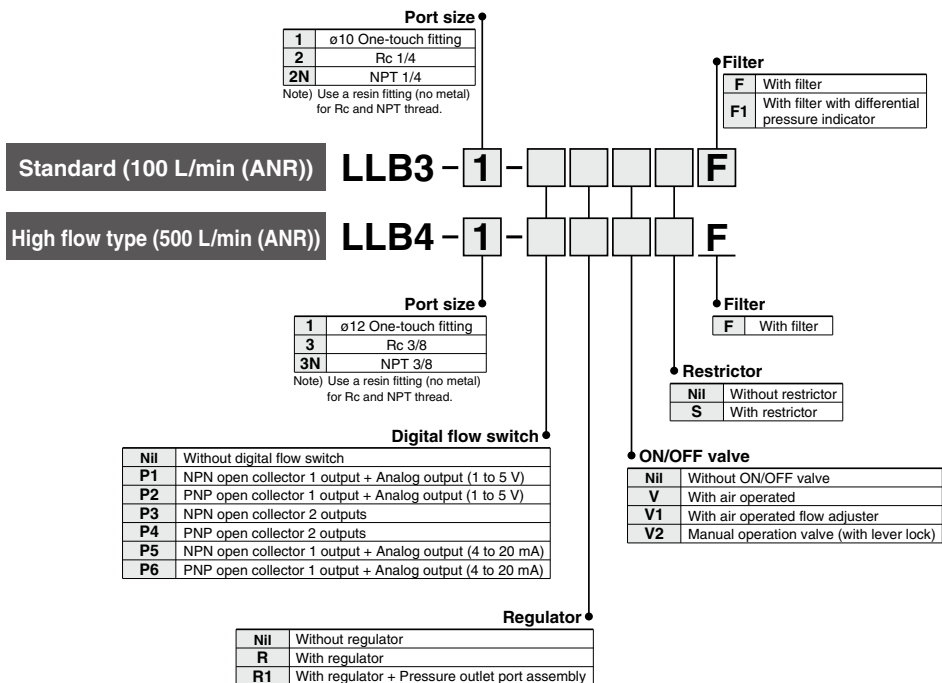 Port size
1 ø10 One-touch fitting
2 Rc 1/4
2N NPT 1/4
Note) Use a resin fitting (no metal)
for Rc and NPT thread.
Filter
F With filter
F1 With filter with differential
pressure indicator
Standard (100 L/min (ANR)) LLB3 - 1 - F
High flow type (500 L/min (ANR)) LLB4 - 1 - F
Port size
1 ø12 One-touch fitting
3 Rc 3/8
3N NPT 3/8
Note) Use a resin fitting (no metal)
for Rc and NPT thread.
Filter
F With filter
Restrictor
Nil Without restrictor
S With restrictor
Digital flow switch
Nil Without digital flow switch
P1 NPN open collector 1 output + Analog output (1 to 5 V)
P2 PNP open collector 1 output + Analog output (1 to 5 V)
P3 NPN open collector 2 outputs
P4 PNP open collector 2 outputs
P5 NPN open collector 1 output + Analog output (4 to 20 mA)
P6 PNP open collector 1 output + Analog output (4 to 20 mA)
ON/OFF valve
Nil Without ON/OFF valve
V With air operated
V1 With air operated flow adjuster
V2 Manual operation valve (with lever lock)
Regulator
Nil Without regulator
R With regulator
R1 With regulator + Pressure outlet port assembly